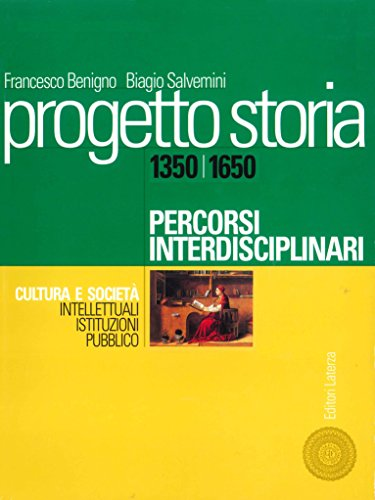 Francesco Benigno Biagio Salvemini
progetto storia
1350 | 1650
PERCORSI
INTERDISCIPLINARI
CULTURA E SOCIETÀ
INTELLETTUALI
ISTITUZIONI
PUBBLICO
Editori Laterza